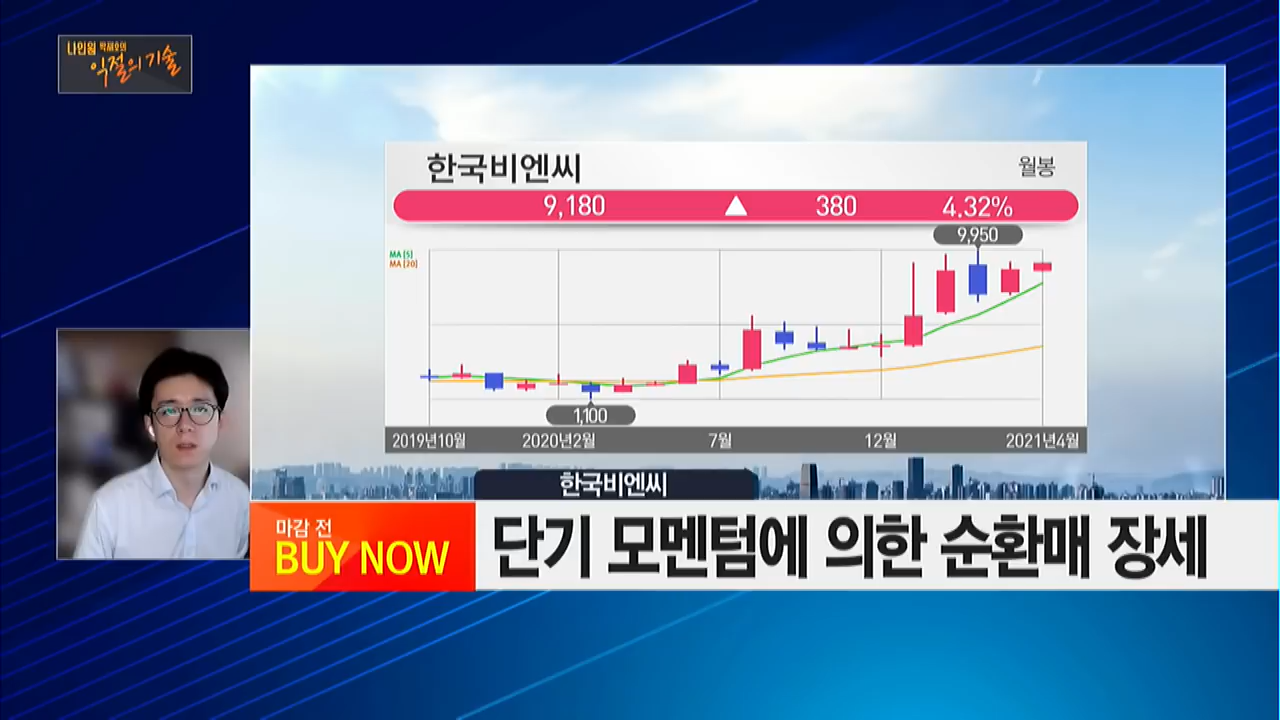 나인원 박재호의
익절의 기술
한국비엔씨 월봉
9,180 ▲ 380 4.32%
9,950
MA [5]
MA [20]
1,100
2019년10월 2020년2월 7월 12월 2021년4월
한국비엔씨
마감 전
BUY NOW
단기 모멘텀에 의한 순환매 장세